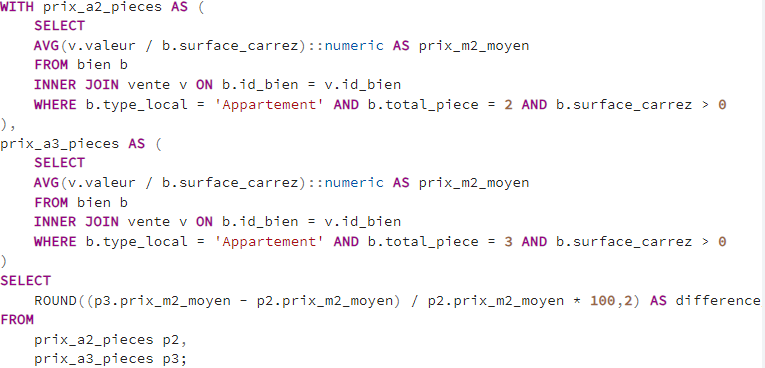 WITH prix_a2_pieces AS (
    SELECT
    AVG(v.valeur / b.surface_carrez)::numeric AS prix_m2_moyen
    FROM bien b
    INNER JOIN vente v ON b.id_bien = v.id_bien
    WHERE b.type_local = 'Appartement' AND b.total_piece = 2 AND b.surface_carrez > 0
),
prix_a3_pieces AS (
    SELECT
    AVG(v.valeur / b.surface_carrez)::numeric AS prix_m2_moyen
    FROM bien b
    INNER JOIN vente v ON b.id_bien = v.id_bien
    WHERE b.type_local = 'Appartement' AND b.total_piece = 3 AND b.surface_carrez > 0
)
SELECT
    ROUND((p3.prix_m2_moyen - p2.prix_m2_moyen) / p2.prix_m2_moyen * 100,2) AS difference
FROM
    prix_a2_pieces p2,
    prix_a3_pieces p3;